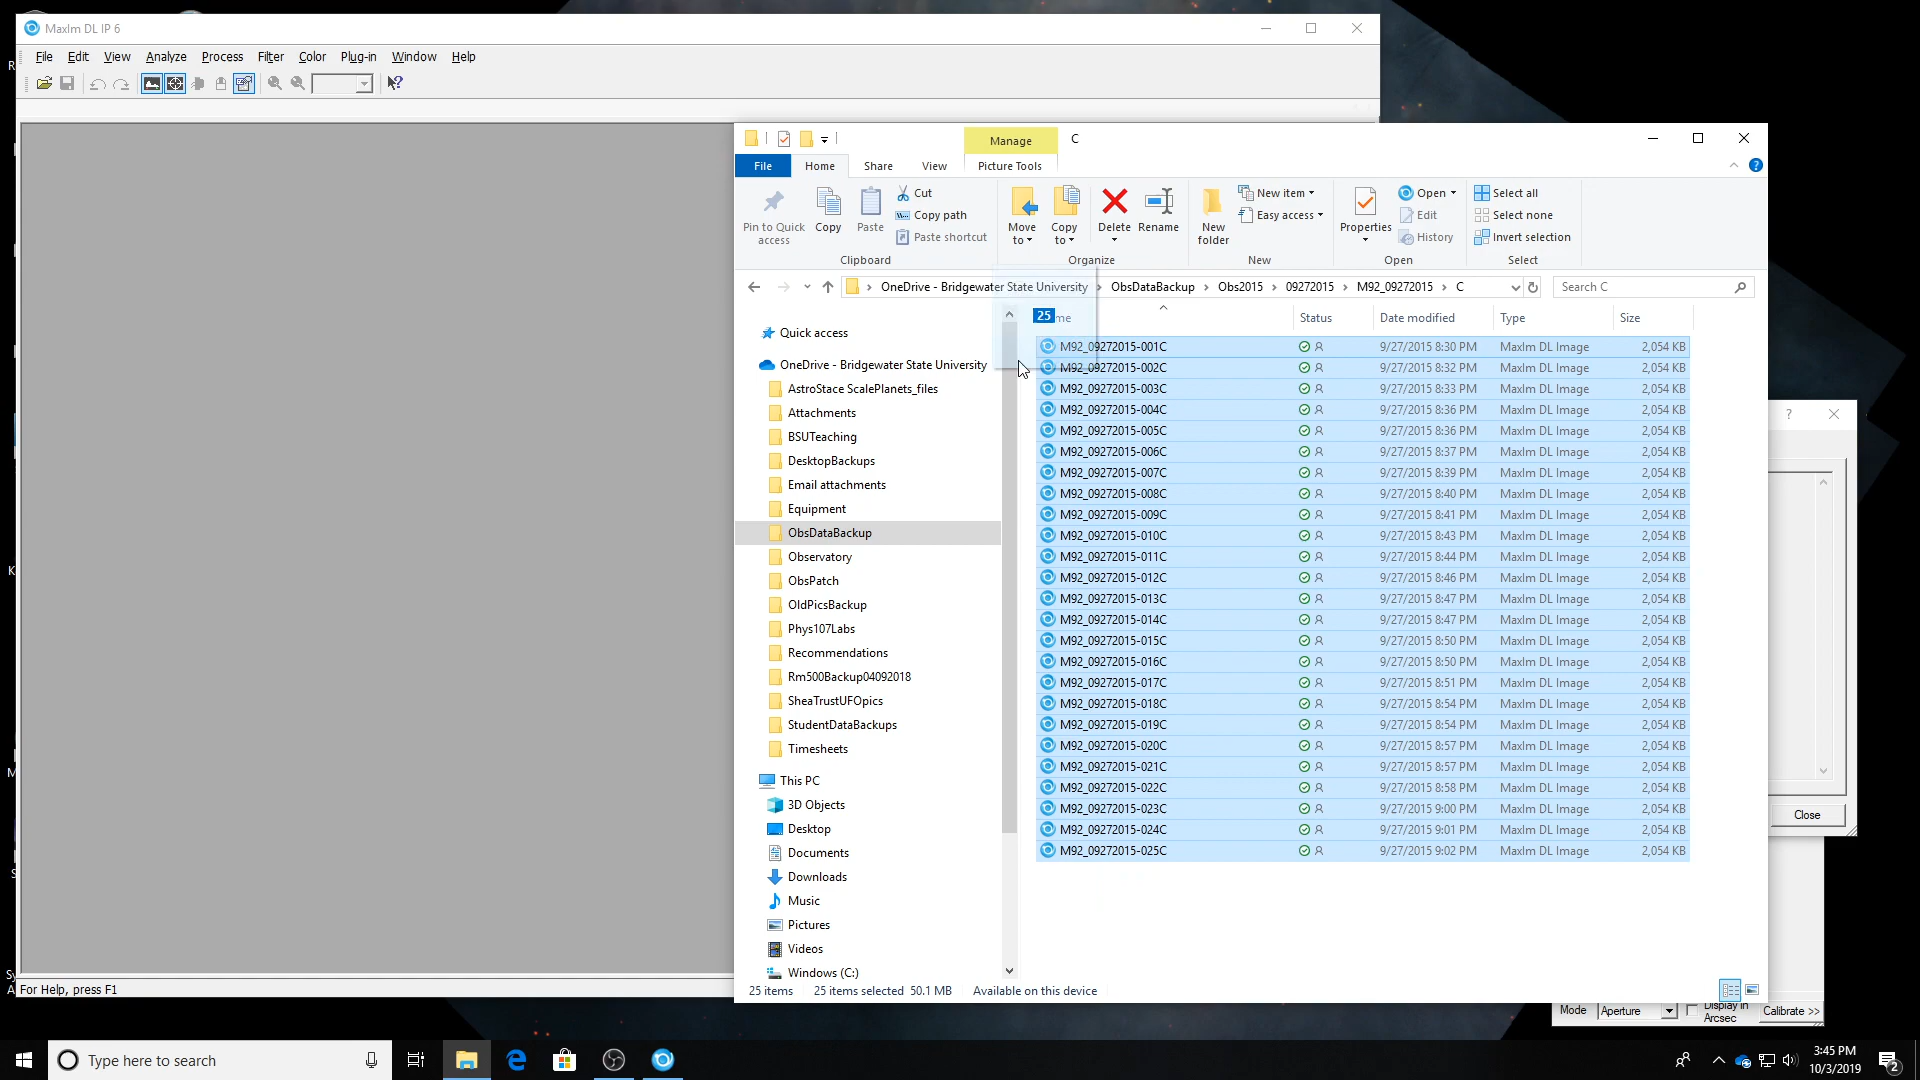 MaxIm DL IP 6
File Edit View Analyze Process Filter Color Plug-in Window Help
Manage C
File Home Share View Picture Tools
Pin to Quick access
Copy
Paste
Cut
Copy path
Paste shortcut
Clipboard
Move to
Copy to
Delete
Rename
Organize
New folder
New item
Easy access
New
Properties
Open
Edit
History
Open
Select all
Select none
Invert selection
Select
OneDrive - Bridgewater State University › ObsDataBackup › Obs2015 › 09272015 › M92_09272015 › C
Search C
Quick access
OneDrive - Bridgewater State University
AstroStace ScalePlanets_files
Attachments
BSUTeaching
DesktopBackups
Email attachments
Equipment
ObsDataBackup
Observatory
ObsPatch
OldPicsBackup
Phys107Labs
Recommendations
Rm500Backup04092018
SheaTrustUFOpics
StudentDataBackups
Timesheets
This PC
3D Objects
Desktop
Documents
Downloads
Music
Pictures
Videos
Windows (C:)
25 me Status Date modified Type Size
M92_09272015-001C 9/27/2015 8:30 PM MaxIm DL Image 2,054 KB
M92_09272015-002C 9/27/2015 8:32 PM MaxIm DL Image 2,054 KB
M92_09272015-003C 9/27/2015 8:33 PM MaxIm DL Image 2,054 KB
M92_09272015-004C 9/27/2015 8:36 PM MaxIm DL Image 2,054 KB
M92_09272015-005C 9/27/2015 8:36 PM MaxIm DL Image 2,054 KB
M92_09272015-006C 9/27/2015 8:37 PM MaxIm DL Image 2,054 KB
M92_09272015-007C 9/27/2015 8:39 PM MaxIm DL Image 2,054 KB
M92_09272015-008C 9/27/2015 8:40 PM MaxIm DL Image 2,054 KB
M92_09272015-009C 9/27/2015 8:41 PM MaxIm DL Image 2,054 KB
M92_09272015-010C 9/27/2015 8:43 PM MaxIm DL Image 2,054 KB
M92_09272015-011C 9/27/2015 8:44 PM MaxIm DL Image 2,054 KB
M92_09272015-012C 9/27/2015 8:46 PM MaxIm DL Image 2,054 KB
M92_09272015-013C 9/27/2015 8:47 PM MaxIm DL Image 2,054 KB
M92_09272015-014C 9/27/2015 8:47 PM MaxIm DL Image 2,054 KB
M92_09272015-015C 9/27/2015 8:50 PM MaxIm DL Image 2,054 KB
M92_09272015-016C 9/27/2015 8:50 PM MaxIm DL Image 2,054 KB
M92_09272015-017C 9/27/2015 8:51 PM MaxIm DL Image 2,054 KB
M92_09272015-018C 9/27/2015 8:54 PM MaxIm DL Image 2,054 KB
M92_09272015-019C 9/27/2015 8:54 PM MaxIm DL Image 2,054 KB
M92_09272015-020C 9/27/2015 8:57 PM MaxIm DL Image 2,054 KB
M92_09272015-021C 9/27/2015 8:57 PM MaxIm DL Image 2,054 KB
M92_09272015-022C 9/27/2015 8:58 PM MaxIm DL Image 2,054 KB
M92_09272015-023C 9/27/2015 9:00 PM MaxIm DL Image 2,054 KB
M92_09272015-024C 9/27/2015 9:01 PM MaxIm DL Image 2,054 KB
M92_09272015-025C 9/27/2015 9:02 PM MaxIm DL Image 2,054 KB
Close
25 items 25 items selected 50.1 MB Available on this device
For Help, press F1
Mode Aperture
Display in
Arcsec
Calibrate >>
Type here to search
3:45 PM
10/3/2019
2